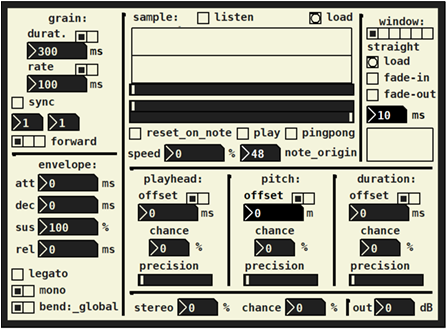 grain:
durat.
300 ms
rate
100 ms
sync
1 1
forward
envelope:
att 0 ms
dec 0 ms
sus 100 %
rel 0 ms
legato
mono
bend:_global
sample: listen load
reset_on_note play pingpong
speed 0 % 48 note_origin
playhead:
offset
0 ms
chance
0 %
precision
pitch:
offset
0 m
chance
0 %
precision
duration:
offset
0 ms
chance
0 %
precision
window:
straight
load
fade-in
fade-out
10 ms
stereo 0 % chance 0 % out 0 dB